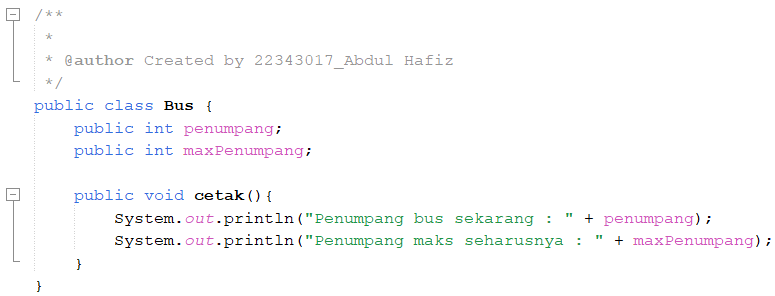 /**
 *
 * @author Created by 22343017_Abdul Hafiz
 */
public class Bus {
    public int penumpang;
    public int maxPenumpang;

    public void cetak(){
        System.out.println("Penumpang bus sekarang : " + penumpang);
        System.out.println("Penumpang maks seharusnya : " + maxPenumpang);
    }
}